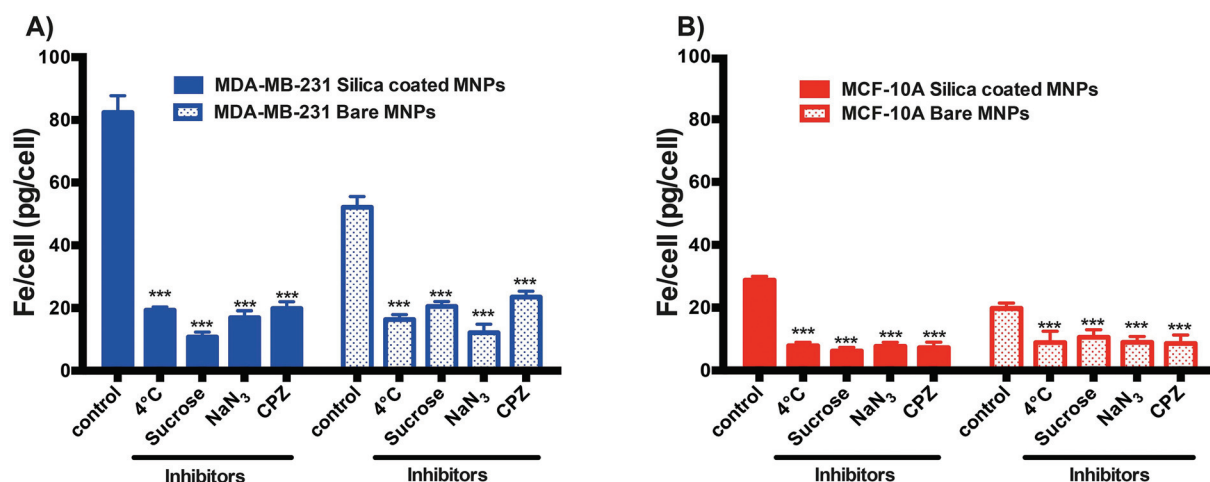 A)
Fe/cell (pg/cell)
100
80
60
40
20
0
MDA-MB-231 Silica coated MNPs
MDA-MB-231 Bare MNPs
***
***
***
***
***
***
***
***
control
4°C
Sucrose
NaN3
CPZ
control
4°C
Sucrose
NaN3
CPZ
Inhibitors
Inhibitors
B)
Fe/cell (pg/cell)
100
80
60
40
20
0
MCF-10A Silica coated MNPs
MCF-10A Bare MNPs
***
***
***
***
***
***
***
***
control
4°C
Sucrose
NaN3
CPZ
control
4°C
Sucrose
NaN3
CPZ
Inhibitors
Inhibitors